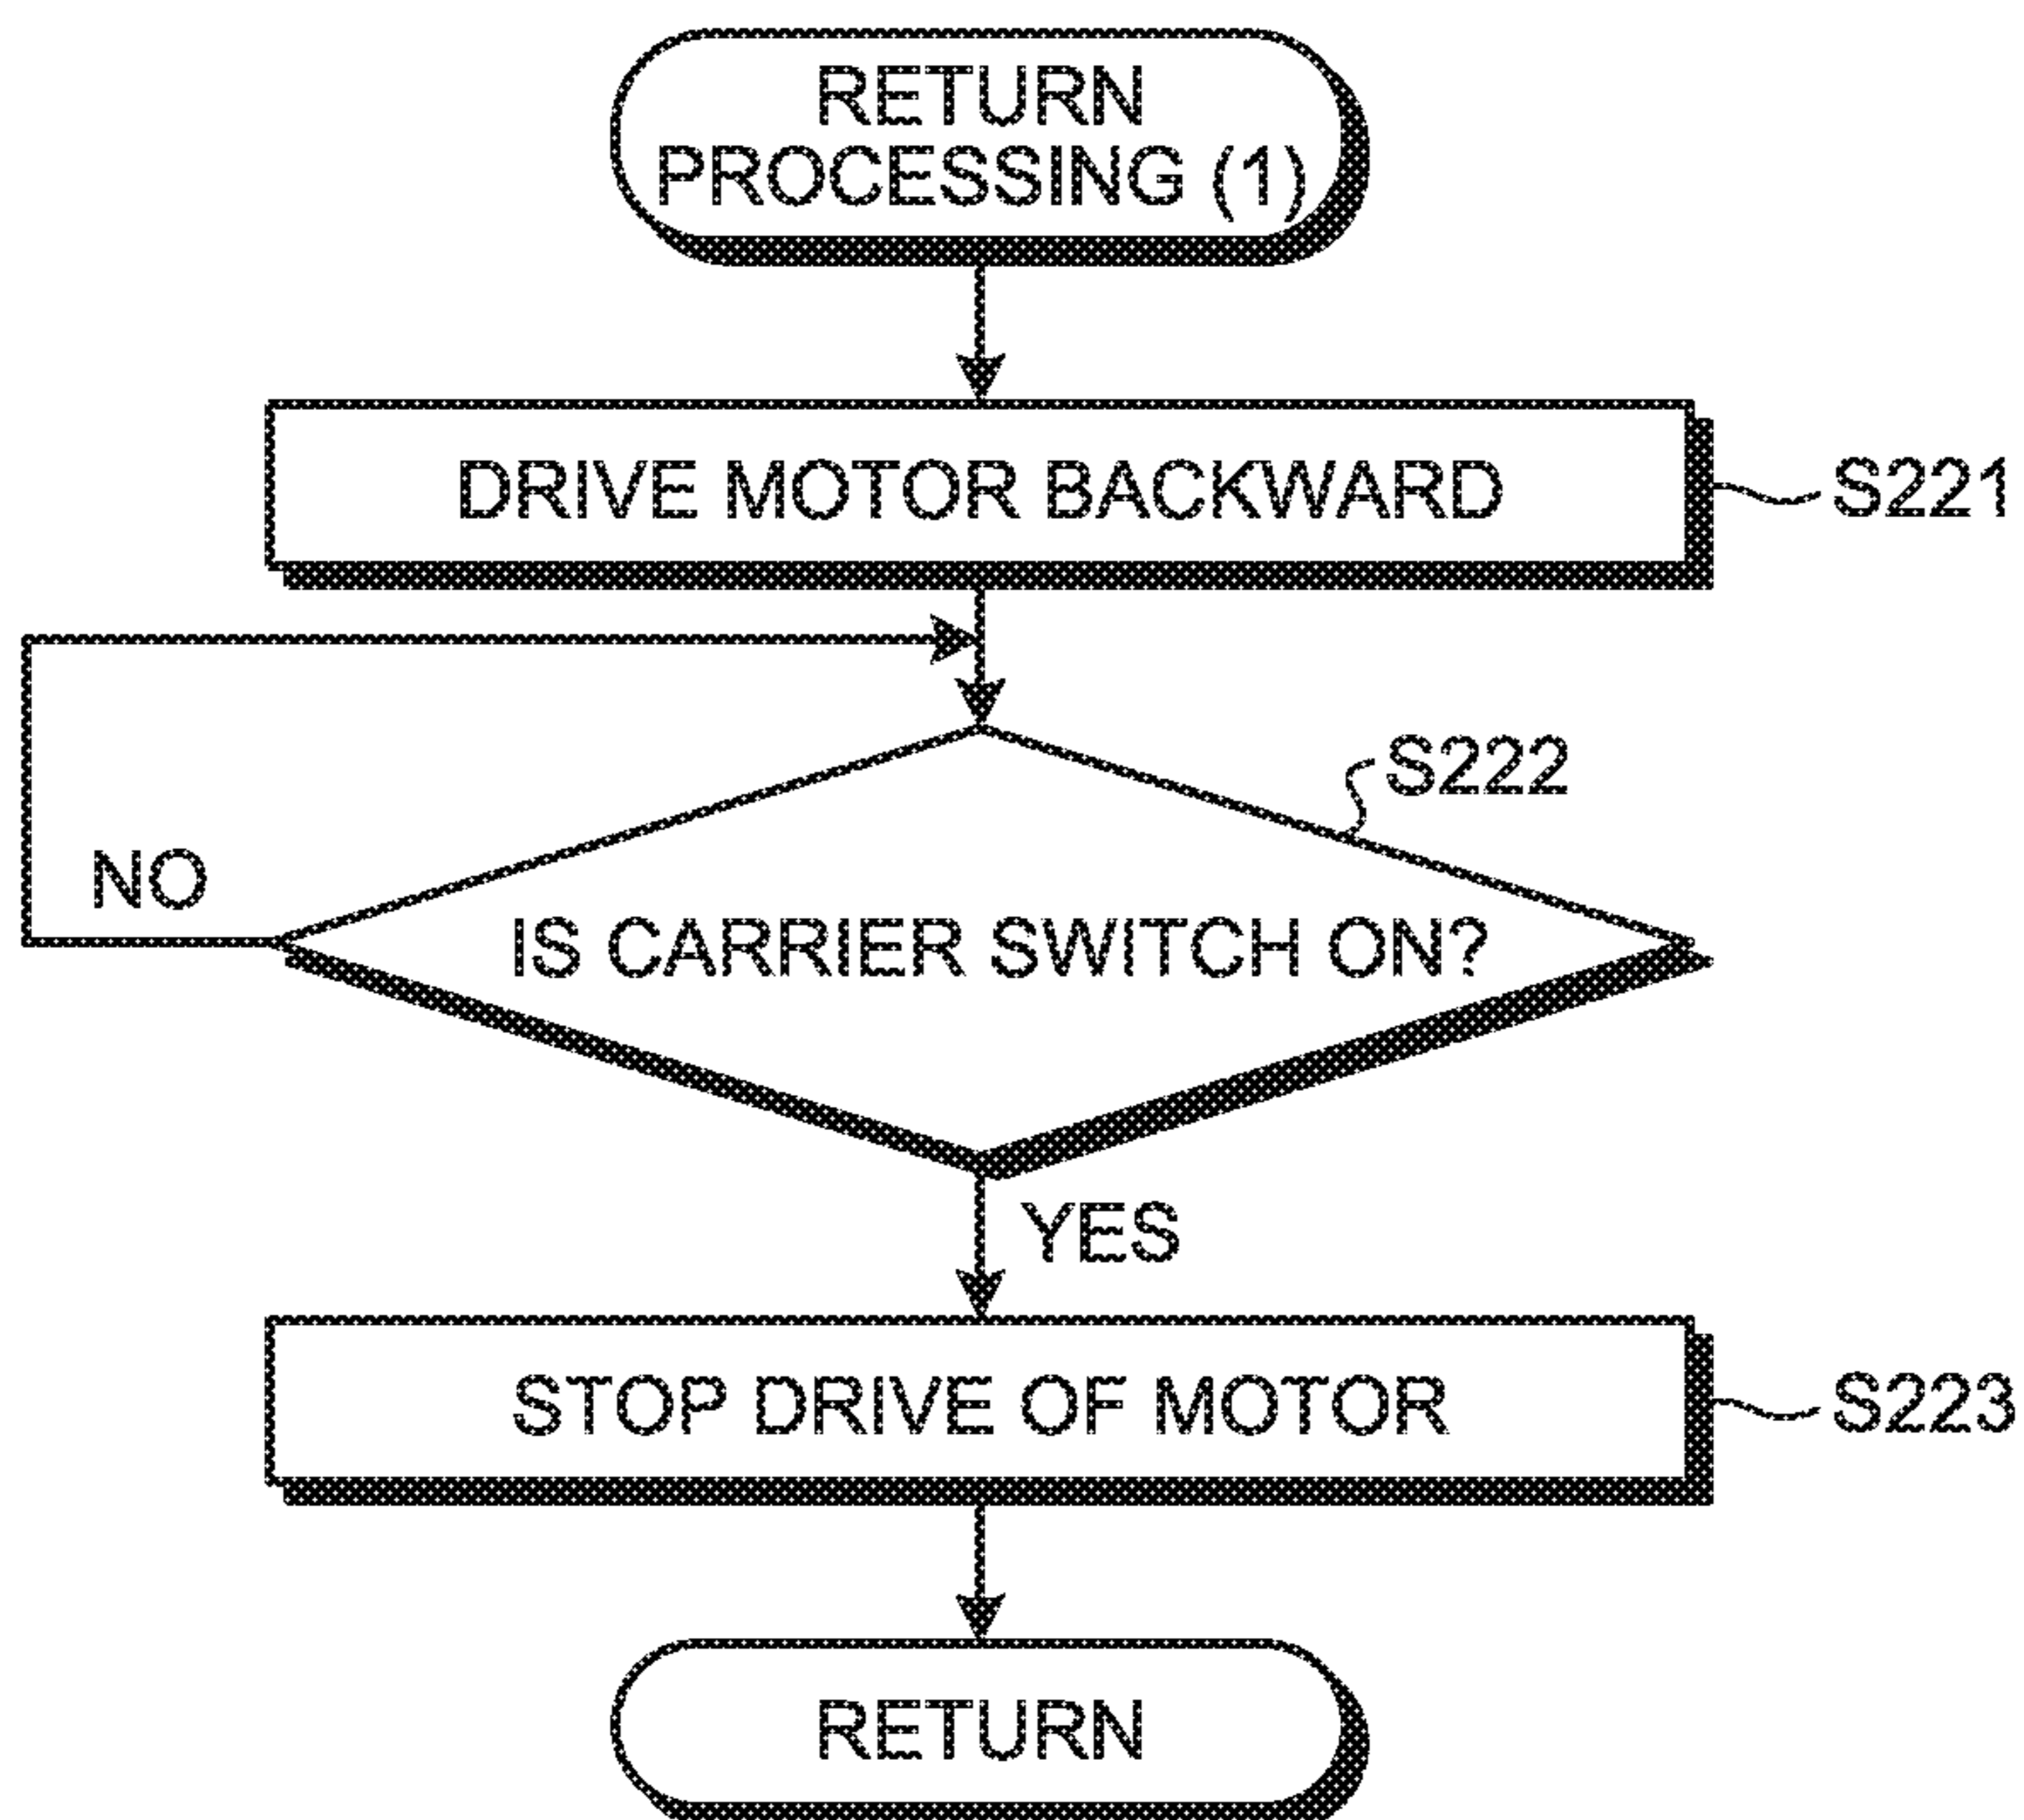 RETURN
PROCESSING (1)
DRIVE MOTOR BACKWARD
S221
S222
NO
IS CARRIER SWITCH ON?
YES
STOP DRIVE OF MOTOR
S223
RETURN